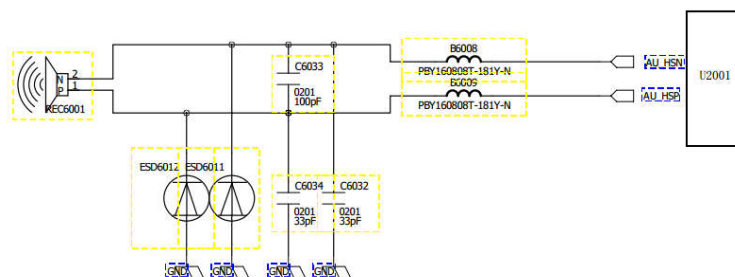 B6008
PBY160808T-181Y-N
AU_HSN
U2001
C6033
0201
100pF
N 2
P 1
REC6001
B6009
PBY160808T-181Y-N
AU_HSP
ESD6012
ESD6011
C6034
0201
33pF
C6032
0201
33pF
GND
GND
GND
GND